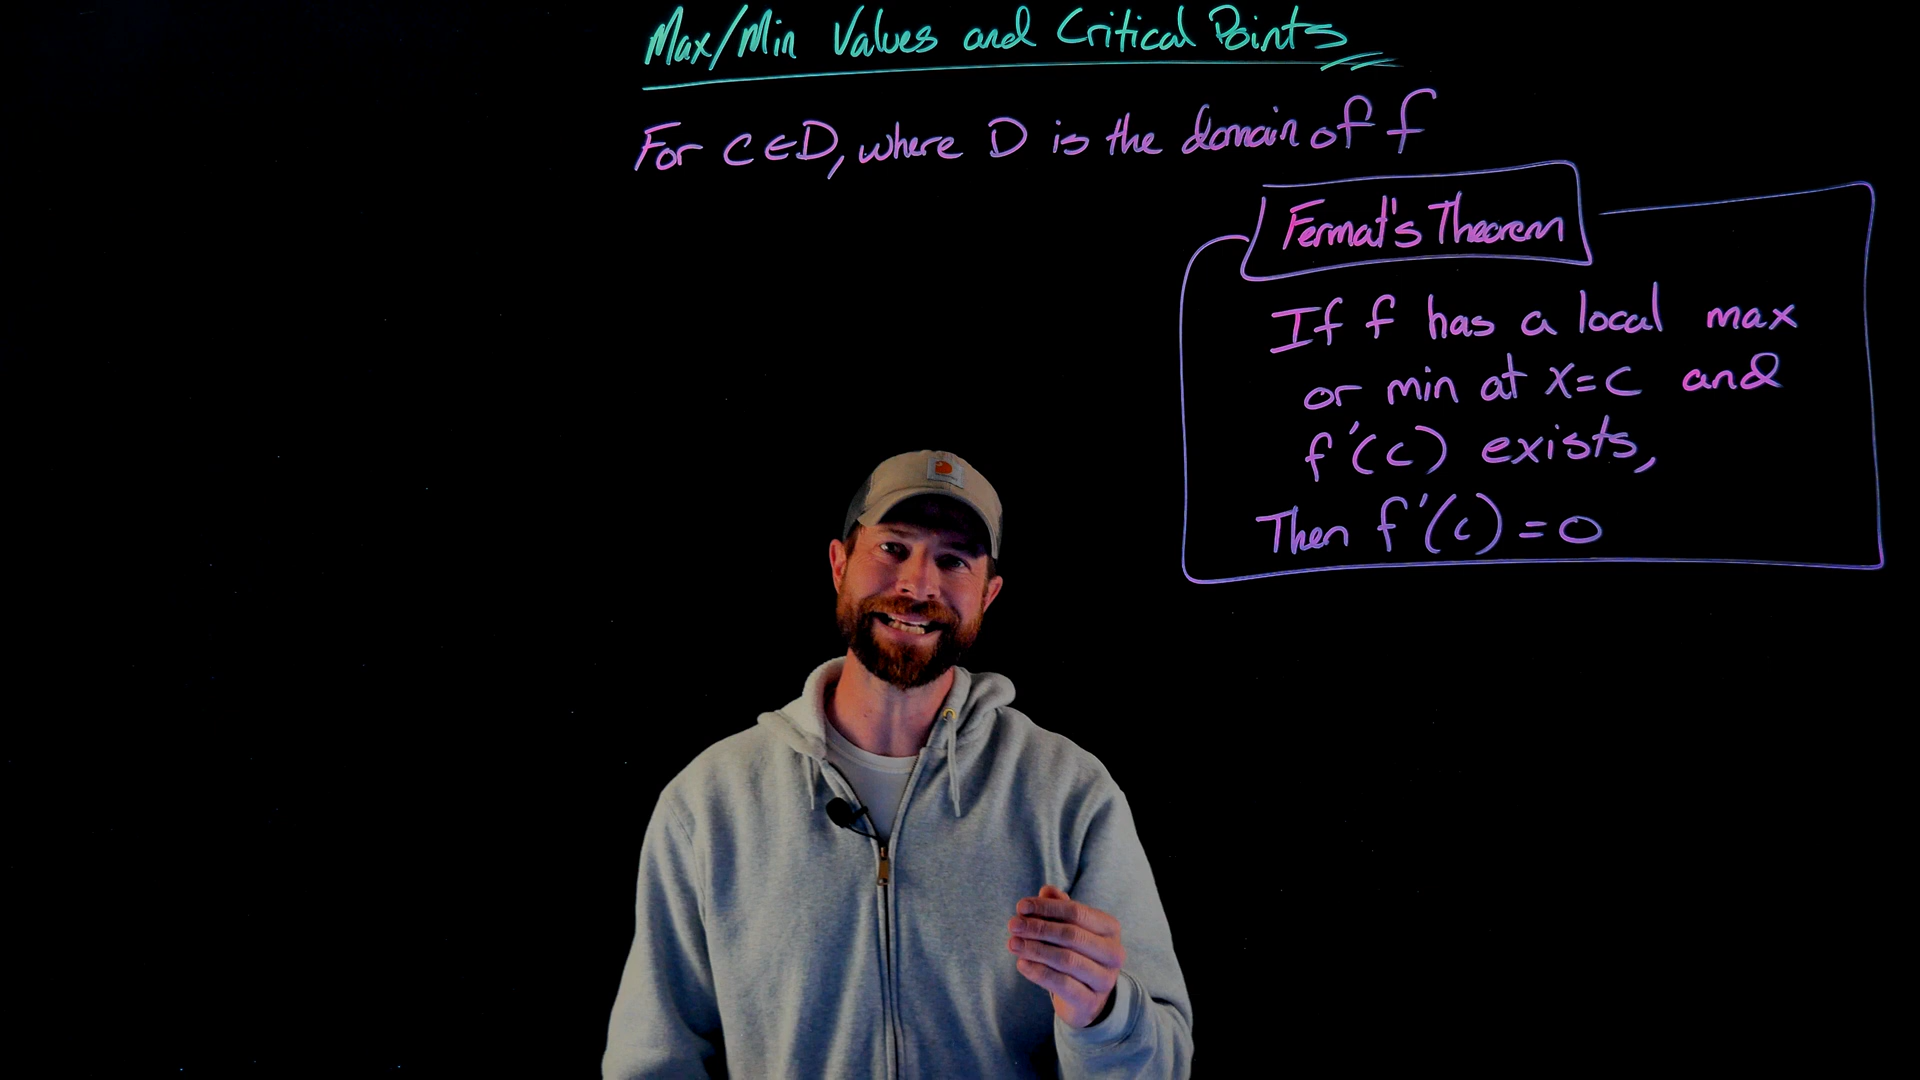 Max/Min Values and Critical Points
For C∈D, where D is the domain of f
Fermat's Theorem
If f has a local max
or min at x=c and
f'(c) exists,
Then f'(c) = 0